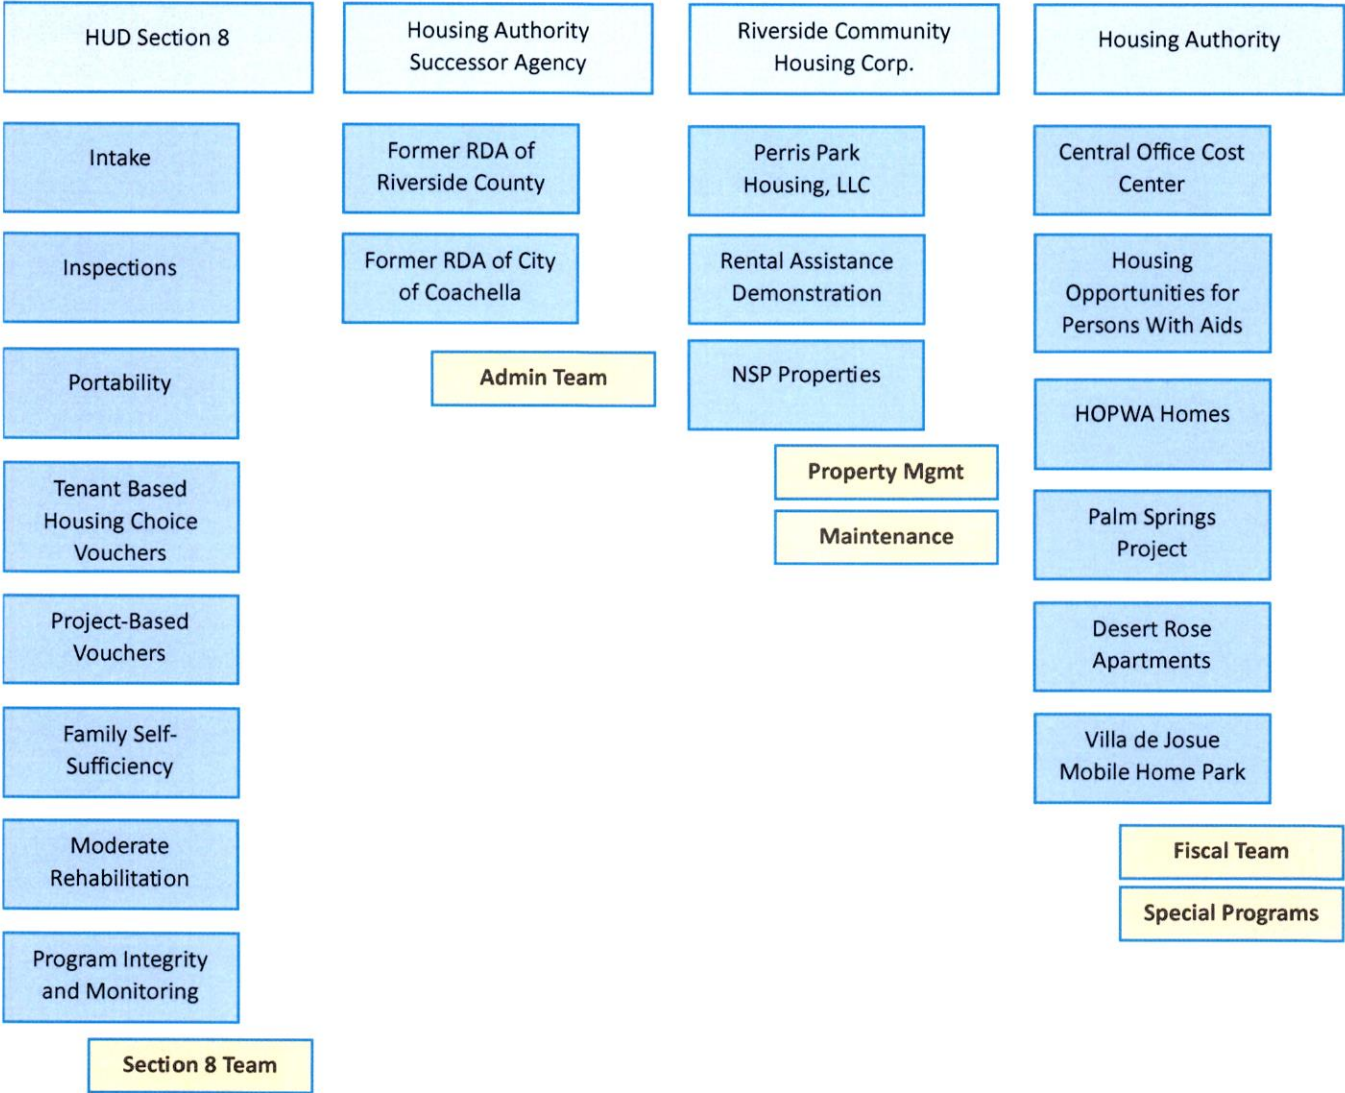 HUD Section 8
Intake
Inspections
Portability
Tenant Based
Housing Choice
Vouchers
Project-Based
Vouchers
Family Self-
Sufficiency
Moderate
Rehabilitation
Program Integrity
and Monitoring
Section 8 Team
Housing Authority
Successor Agency
Former RDA of
Riverside County
Former RDA of City
of Coachella
Admin Team
Riverside Community
Housing Corp.
Perris Park
Housing, LLC
Rental Assistance
Demonstration
NSP Properties
Property Mgmt
Maintenance
Housing Authority
Central Office Cost
Center
Housing
Opportunities for
Persons With Aids
HOPWA Homes
Palm Springs
Project
Desert Rose
Apartments
Villa de Josue
Mobile Home Park
Fiscal Team
Special Programs